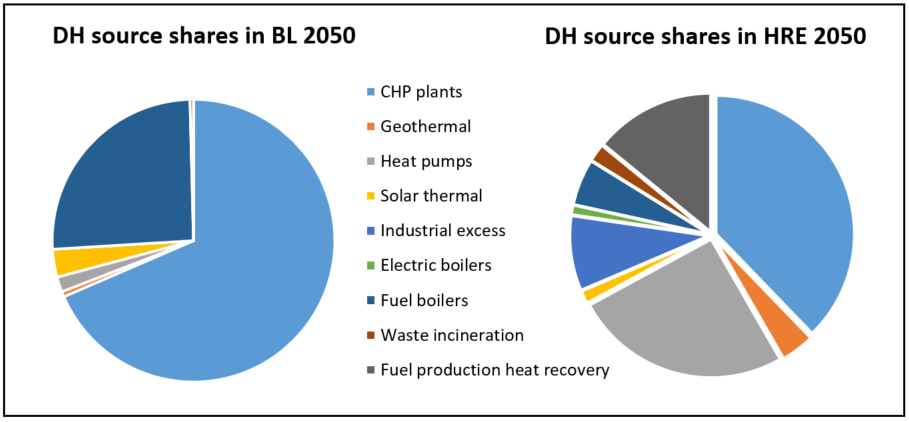 DH source shares in BL 2050
DH source shares in HRE 2050
CHP plants
Geothermal
Heat pumps
Solar thermal
Industrial excess
Electric boilers
Fuel boilers
Waste incineration
Fuel production heat recovery